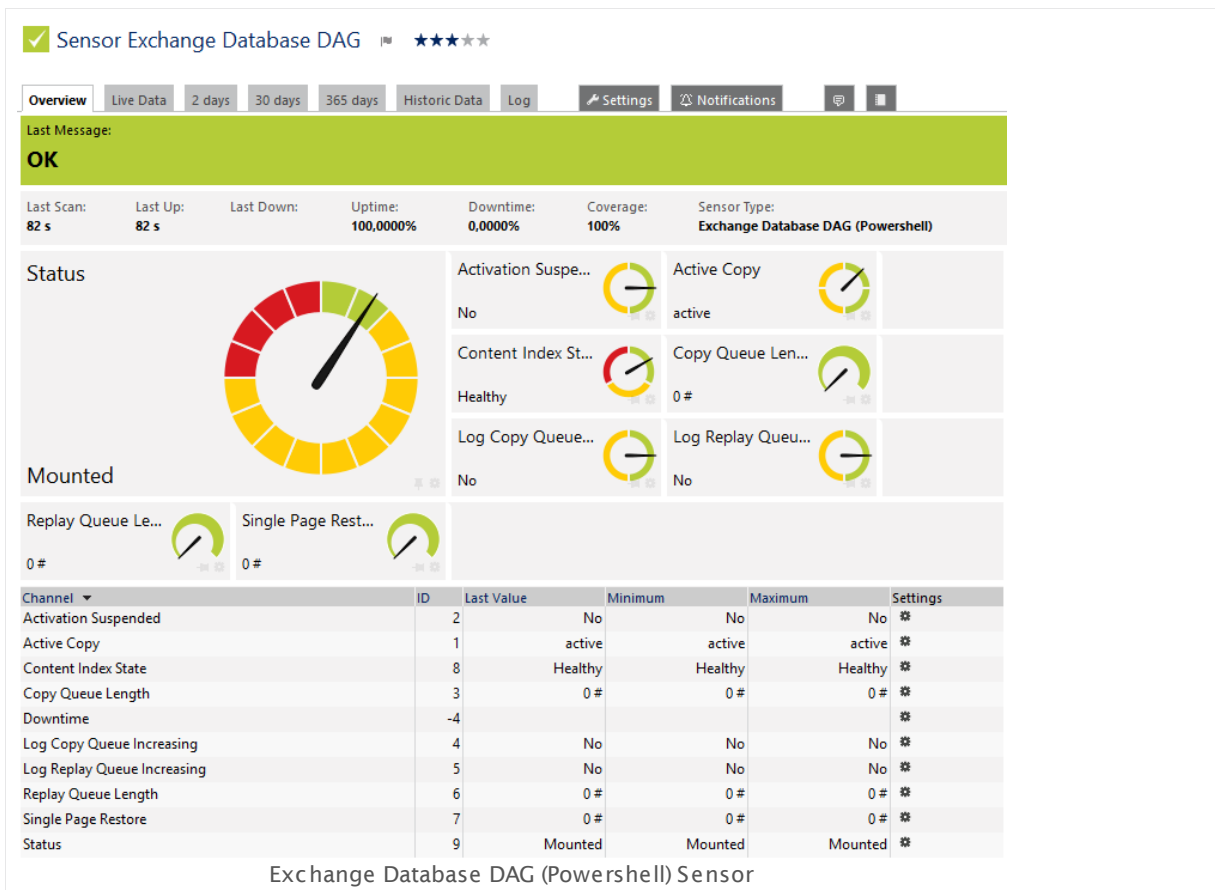 Sensor Exchange Database DAG
Overview Live Data 2 days 30 days 365 days Historic Data Log Settings Notifications
Last Message:
OK
Last Scan: Last Up: Last Down: Uptime: Downtime: Coverage: Sensor Type:
82 s 82 s 100,0000% 0,0000% 100% Exchange Database DAG (Powershell)
Status
Mounted
Activation Suspe...
No
Active Copy
active
Content Index St...
Healthy
Copy Queue Len...
0 #
Log Copy Queue...
No
Log Replay Queu...
No
Replay Queue Le...
0 #
Single Page Rest...
0 #
Channel ID Last Value Minimum Maximum Settings
Activation Suspended 2 No No No
Active Copy 1 active active active
Content Index State 8 Healthy Healthy Healthy
Copy Queue Length 3 0 # 0 # 0 #
Downtime -4
Log Copy Queue Increasing 4 No No No
Log Replay Queue Increasing 5 No No No
Replay Queue Length 6 0 # 0 # 0 #
Single Page Restore 7 0 # 0 # 0 #
Status 9 Mounted Mounted Mounted
Exchange Database DAG (Powershell) Sensor